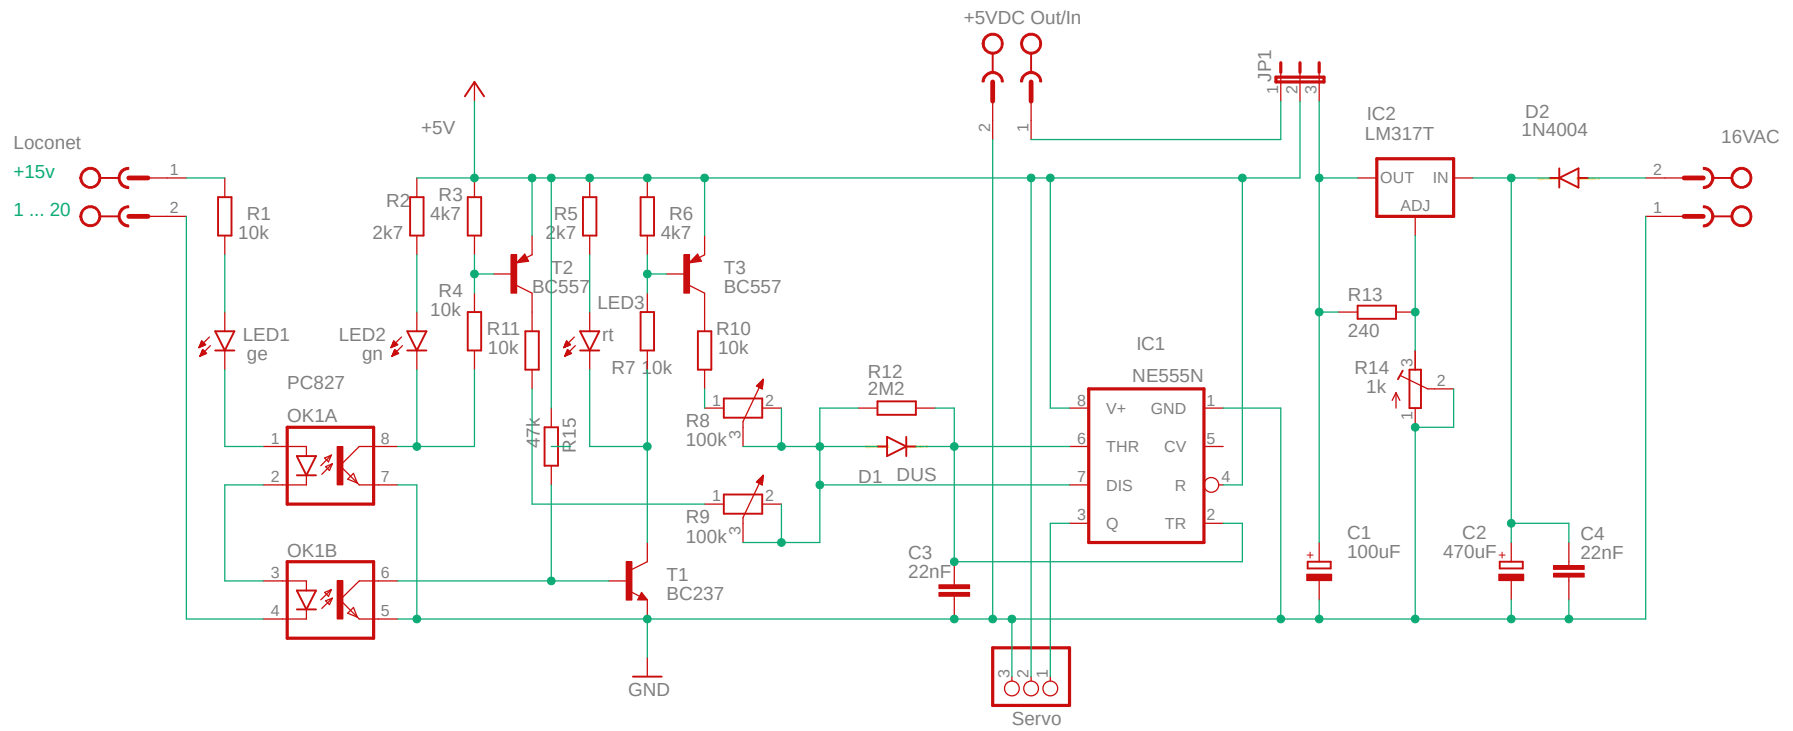 +5VDC Out/In
2
1
JP1
1
2
3
+5V
Loconet
+15v
1
1 ... 20
2
R1
10k
R2
2k7
R3
4k7
R5
2k7
R6
4k7
IC2
LM317T
OUT
IN
ADJ
D2
1N4004
16VAC
2
1
T2
BC557
T3
BC557
R4
10k
LED3
rt
R13
240
LED1
ge
LED2
gn
R11
10k
R7 10k
R10
10k
IC1
NE555N
R14
1k
3
2
1
PC827
OK1A
1
2
8
7
47k
R15
R8
100k
1
2
3
R12
2M2
D1
DUS
8
V+
GND
1
6
THR
CV
5
7
DIS
R
4
3
Q
TR
2
R9
100k
1
2
3
OK1B
3
4
6
5
T1
BC237
C3
22nF
C1
100uF
+
C2
470uF
+
C4
22nF
GND
3
2
1
Servo